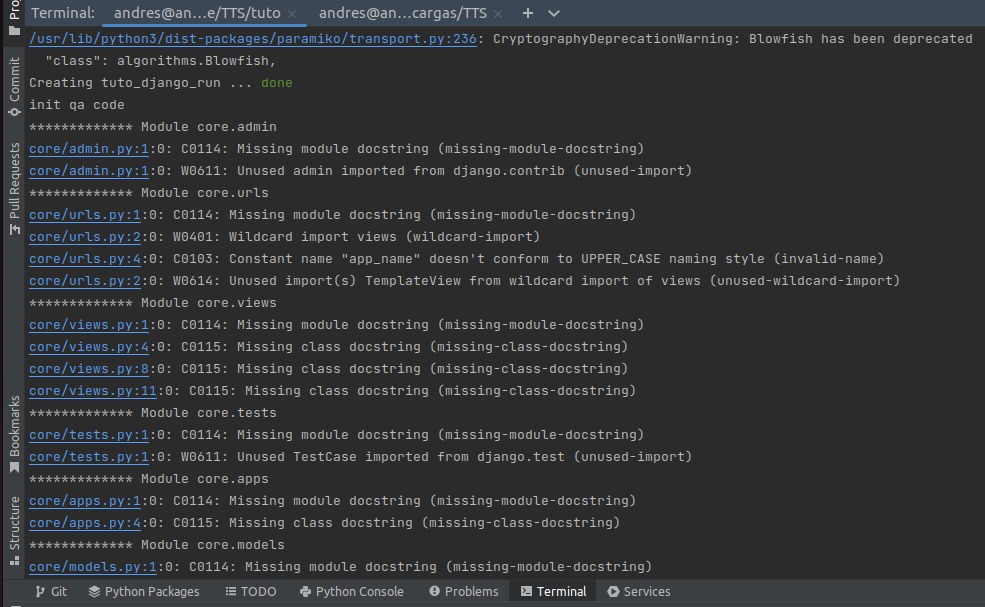 Terminal: andres@an...e/TTS/tuto × andres@an...cargas/TTS × +
/usr/lib/python3/dist-packages/paramiko/transport.py:236: CryptographyDeprecationWarning: Blowfish has been deprecated
"class": algorithms.Blowfish,
Creating tuto_django_run ... done
init qa code
************* Module core.admin
core/admin.py:1:0: C0114: Missing module docstring (missing-module-docstring)
core/admin.py:1:0: W0611: Unused admin imported from django.contrib (unused-import)
************* Module core.urls
core/urls.py:1:0: C0114: Missing module docstring (missing-module-docstring)
core/urls.py:2:0: W0401: Wildcard import views (wildcard-import)
core/urls.py:4:0: C0103: Constant name "app_name" doesn't conform to UPPER_CASE naming style (invalid-name)
core/urls.py:2:0: W0614: Unused import(s) TemplateView from wildcard import of views (unused-wildcard-import)
************* Module core.views
core/views.py:1:0: C0114: Missing module docstring (missing-module-docstring)
core/views.py:4:0: C0115: Missing class docstring (missing-class-docstring)
core/views.py:8:0: C0115: Missing class docstring (missing-class-docstring)
core/views.py:11:0: C0115: Missing class docstring (missing-class-docstring)
************* Module core.tests
core/tests.py:1:0: C0114: Missing module docstring (missing-module-docstring)
core/tests.py:1:0: W0611: Unused TestCase imported from django.test (unused-import)
************* Module core.apps
core/apps.py:1:0: C0114: Missing module docstring (missing-module-docstring)
core/apps.py:4:0: C0115: Missing class docstring (missing-class-docstring)
************* Module core.models
core/models.py:1:0: C0114: Missing module docstring (missing-module-docstring)
Commit
Pull Requests
Bookmarks
Structure
Git Python Packages TODO Python Console Problems Terminal Services